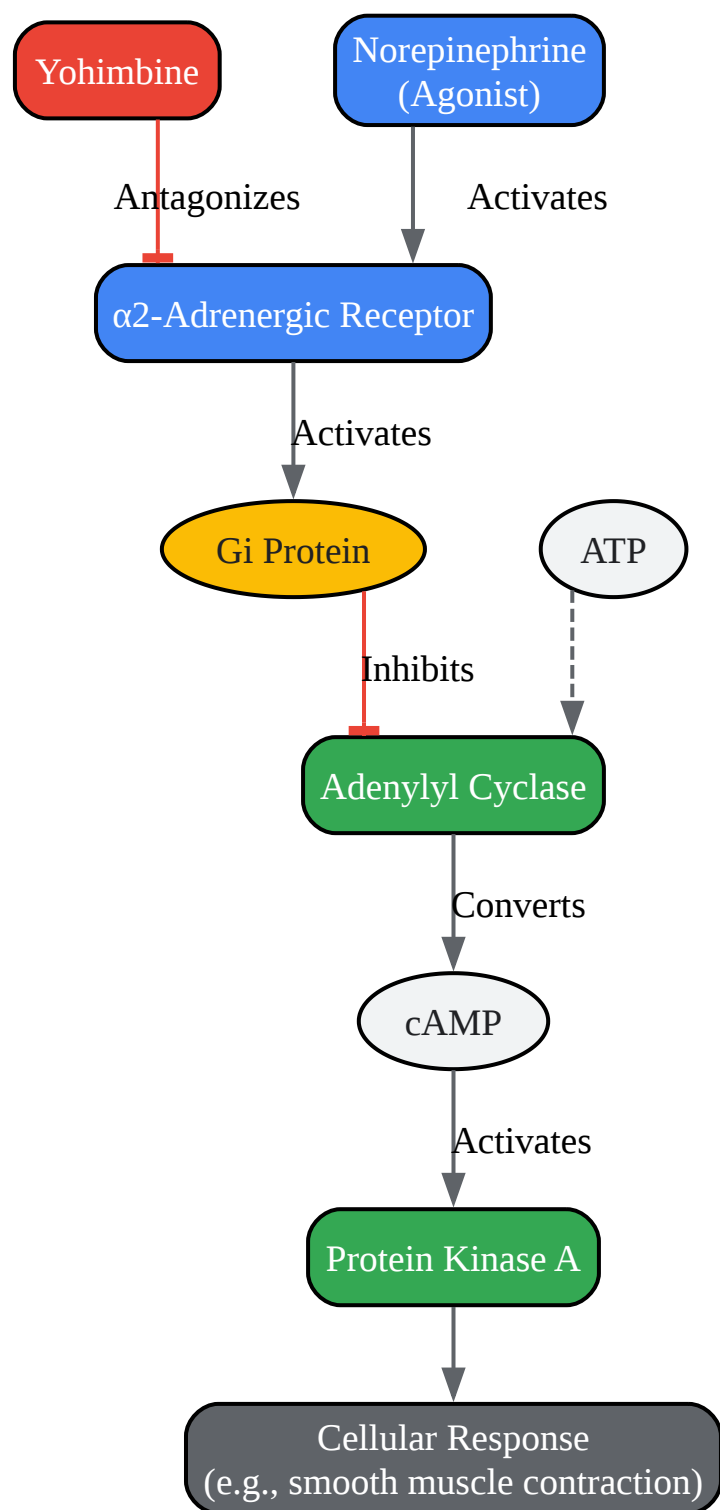 Yohimbine
Norepinephrine
(Agonist)
Antagonizes
Activates
α2-Adrenergic Receptor
Activates
Gi Protein
ATP
Inhibits
Adenylyl Cyclase
Converts
cAMP
Activates
Protein Kinase A
Cellular Response
(e.g., smooth muscle contraction)